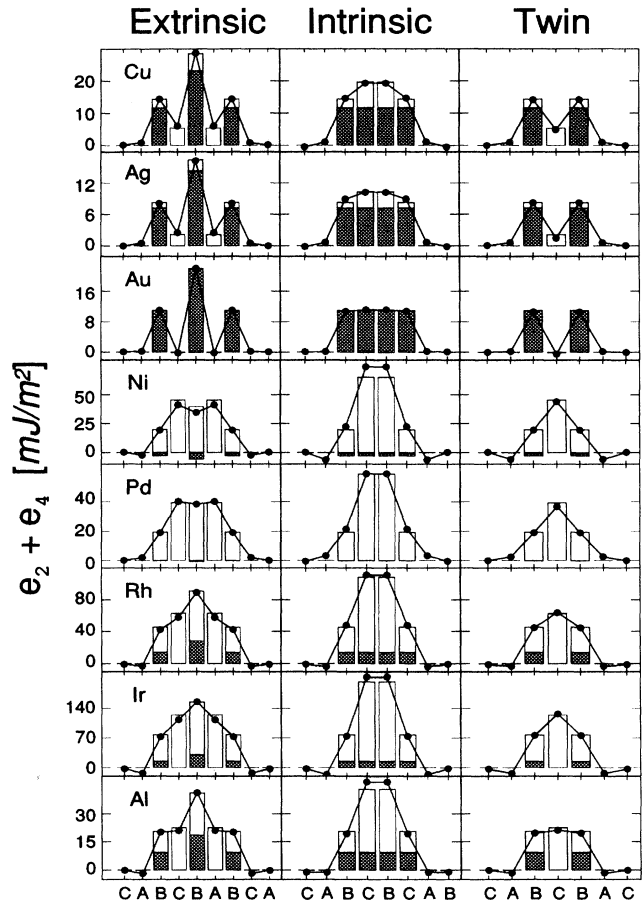 Extrinsic Intrinsic Twin
Cu
20
10
0
Ag
12
6
0
Au
16
8
0
Ni
50
25
0
Pd
40
20
0
Rh
80
40
0
Ir
140
70
0
Al
30
15
0
e2 + e4 [mJ/m²]
C A B C B A B C A C A B C B C A B C A B C B A C